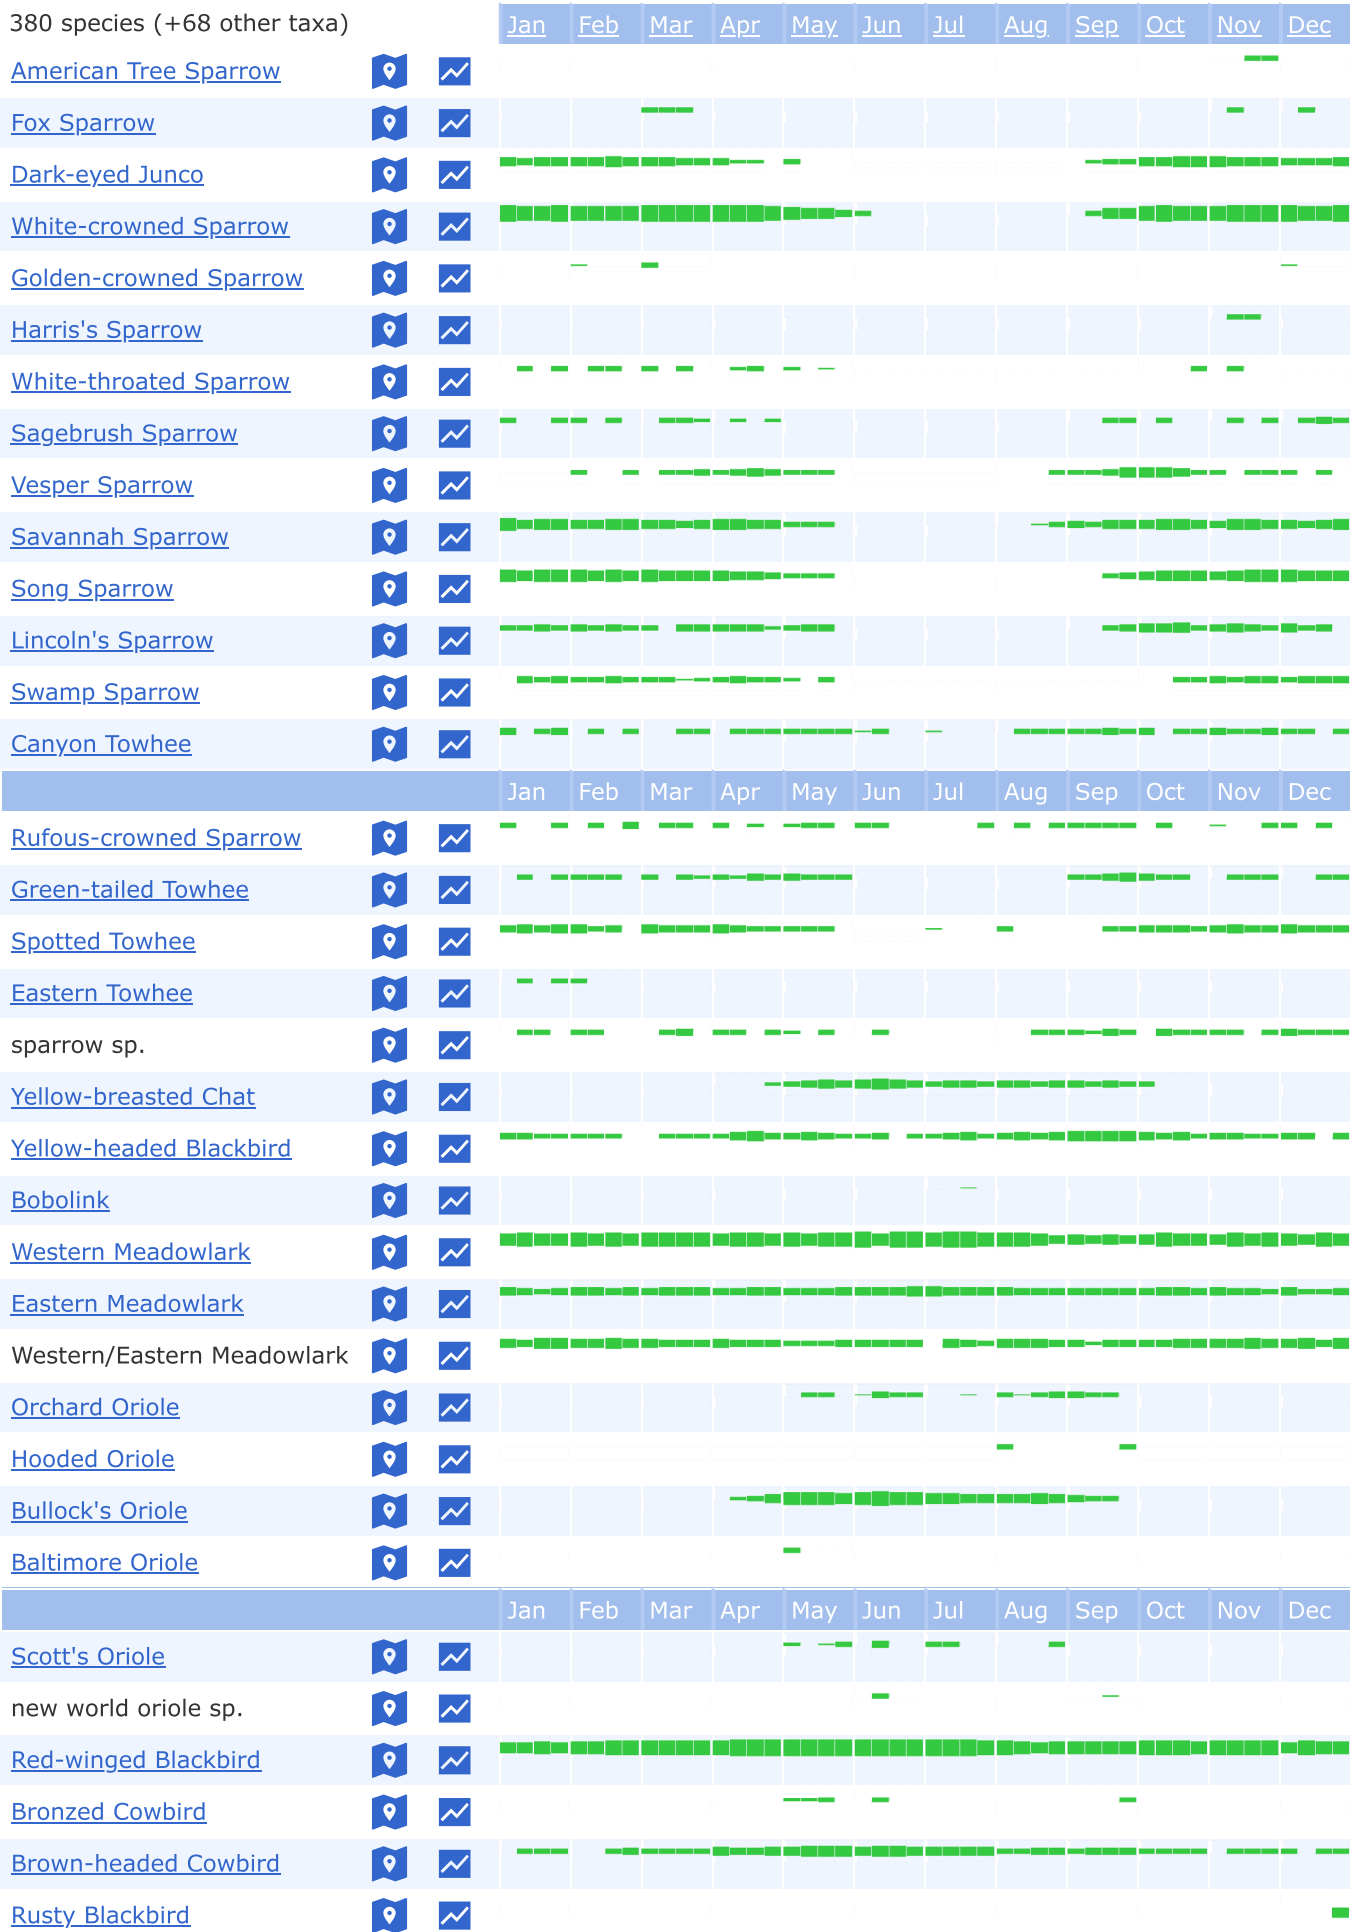 380 species (+68 other taxa) Jan Feb Mar Apr May Jun Jul Aug Sep Oct Nov Dec
American Tree Sparrow
Fox Sparrow
Dark-eyed Junco
White-crowned Sparrow
Golden-crowned Sparrow
Harris's Sparrow
White-throated Sparrow
Sagebrush Sparrow
Vesper Sparrow
Savannah Sparrow
Song Sparrow
Lincoln's Sparrow
Swamp Sparrow
Canyon Towhee
Jan Feb Mar Apr May Jun Jul Aug Sep Oct Nov Dec
Rufous-crowned Sparrow
Green-tailed Towhee
Spotted Towhee
Eastern Towhee
sparrow sp.
Yellow-breasted Chat
Yellow-headed Blackbird
Bobolink
Western Meadowlark
Eastern Meadowlark
Western/Eastern Meadowlark
Orchard Oriole
Hooded Oriole
Bullock's Oriole
Baltimore Oriole
Jan Feb Mar Apr May Jun Jul Aug Sep Oct Nov Dec
Scott's Oriole
new world oriole sp.
Red-winged Blackbird
Bronzed Cowbird
Brown-headed Cowbird
Rusty Blackbird